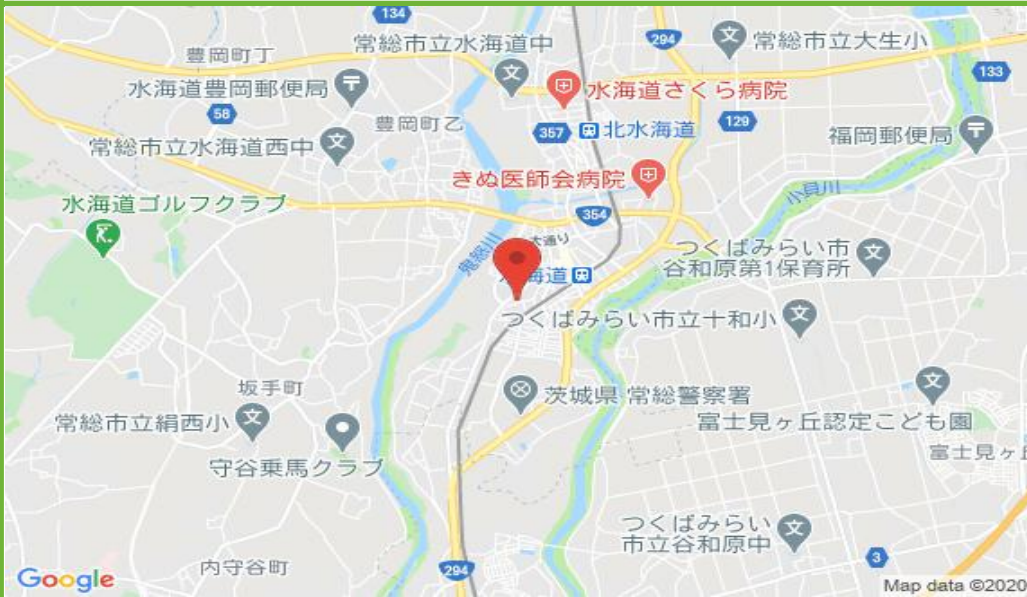 134
豊岡町丁
常総市立水海道中
294
常総市立大生小
水海道豊岡郵便局
水海道さくら病院
133
58
豊岡町乙
357
北水海道
129
福岡郵便局
常総市立水海道西中
きぬ医師会病院
小貝川
水海道ゴルフクラブ
354
大通り
鬼怒川
つくばみらい市
谷和原第1保育所
海道
つくばみらい市立十和小
坂手町
茨城県 常総警察署
常総市立絹西小
富士見ヶ丘認定こども園
守谷乗馬クラブ
富士見ヶ
つくばみらい
市立谷和原中
内守谷町
294
3
Google
Map data ©2020